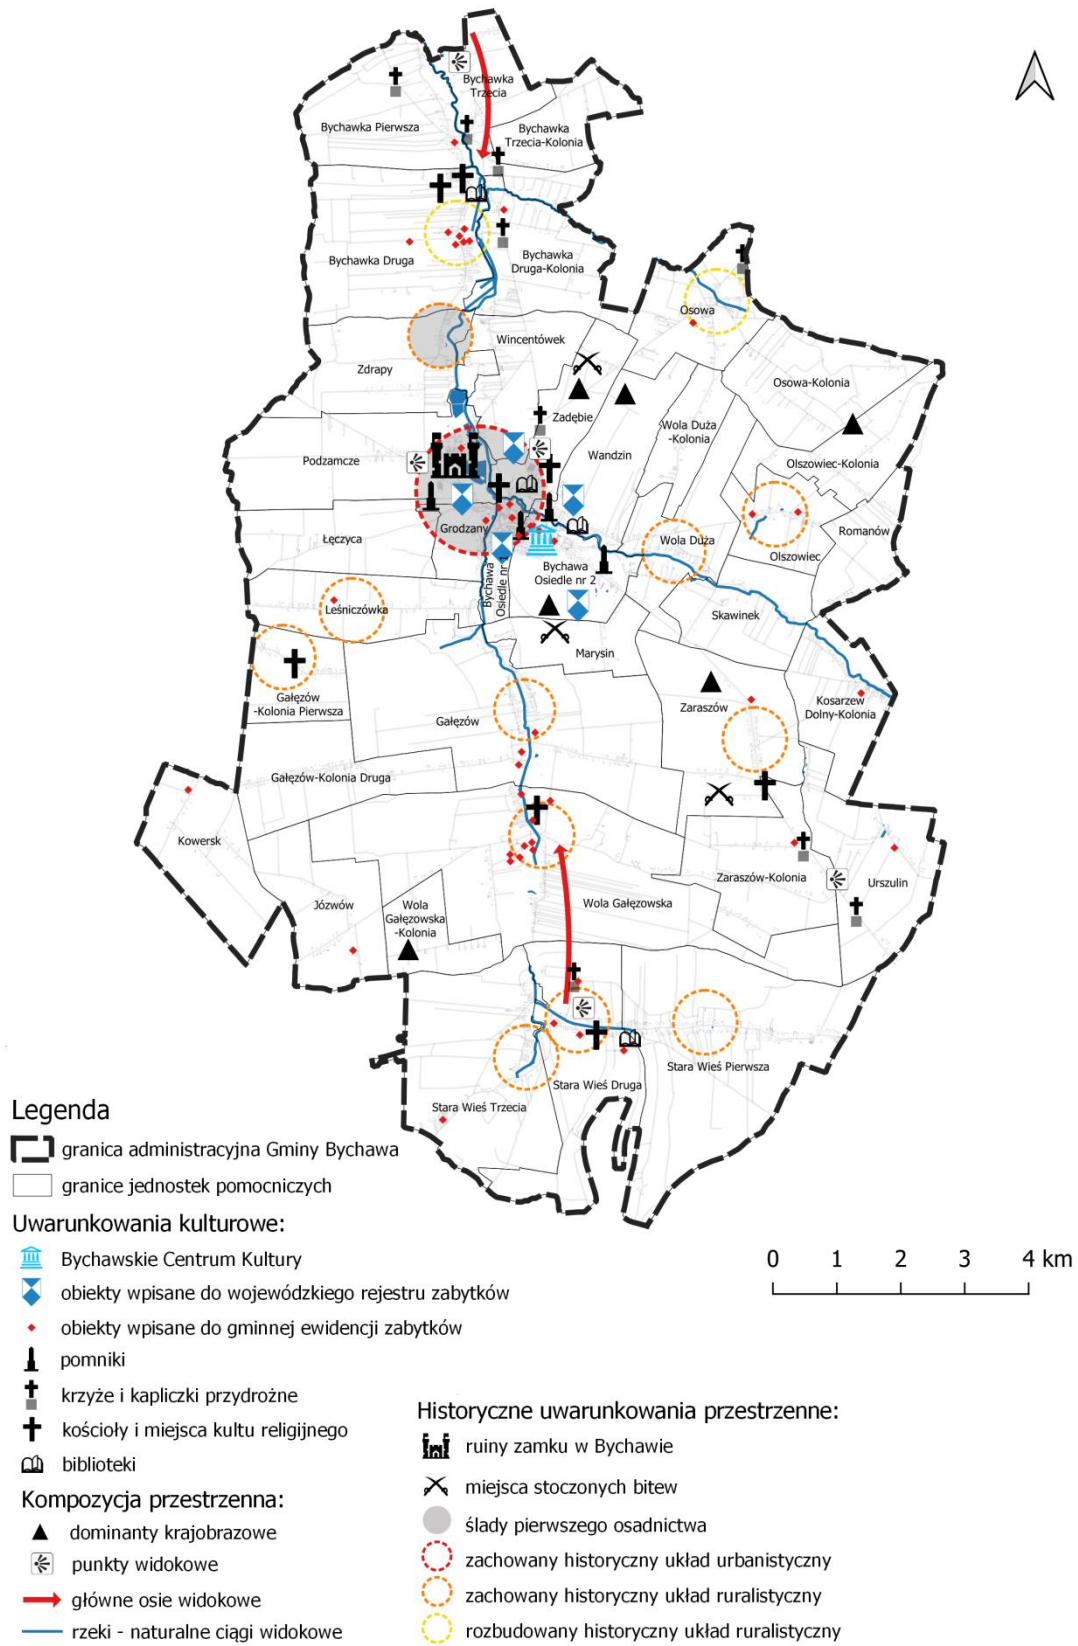 Bychawka
Trzecia
Bychawka Pierwsza
Bychawka
Trzecia-Kolonia
Bychawka Druga
Bychawka
Druga-Kolonia
Osowa
Wincentówek
Zdrapy
Osowa-Kolonia
Zadębie
Wola Duża
-Kolonia
Podzamcze
Wandzin
Olszowiec-Kolonia
Grodzany
Romanów
Łęczyca
Wola Duża
Olszowiec
Bychawa
Osiedle nr 1
Bychawa
Osiedle nr 2
Leśniczówka
Skawinek
Marysin
Gałęzów
-Kolonia Pierwsza
Gałęzów
Zaraszów
Kosarzew
Dolny-Kolonia
Gałęzów-Kolonia Druga
Kowersk
Zaraszów-Kolonia
Urszulin
Józwów
Wola
Gałęzowska
-Kolonia
Wola Gałęzowska
Stara Wieś Pierwsza
Stara Wieś Druga
Stara Wieś Trzecia
Legenda
granica administracyjna Gminy Bychawa
granice jednostek pomocniczych
Uwarunkowania kulturowe:
Bychawskie Centrum Kultury
obiekty wpisane do wojewódzkiego rejestru zabytków
obiekty wpisane do gminnej ewidencji zabytków
pomniki
krzyże i kapliczki przydrożne
kościoły i miejsca kultu religijnego
biblioteki
Kompozycja przestrzenna:
dominanty krajobrazowe
punkty widokowe
główne osie widokowe
rzeki - naturalne ciągi widokowe
0 1 2 3 4 km
Historyczne uwarunkowania przestrzenne:
ruiny zamku w Bychawie
miejsca stoczonych bitew
ślady pierwszego osadnictwa
zachowany historyczny układ urbanistyczny
zachowany historyczny układ ruralistyczny
rozbudowany historyczny układ ruralistyczny